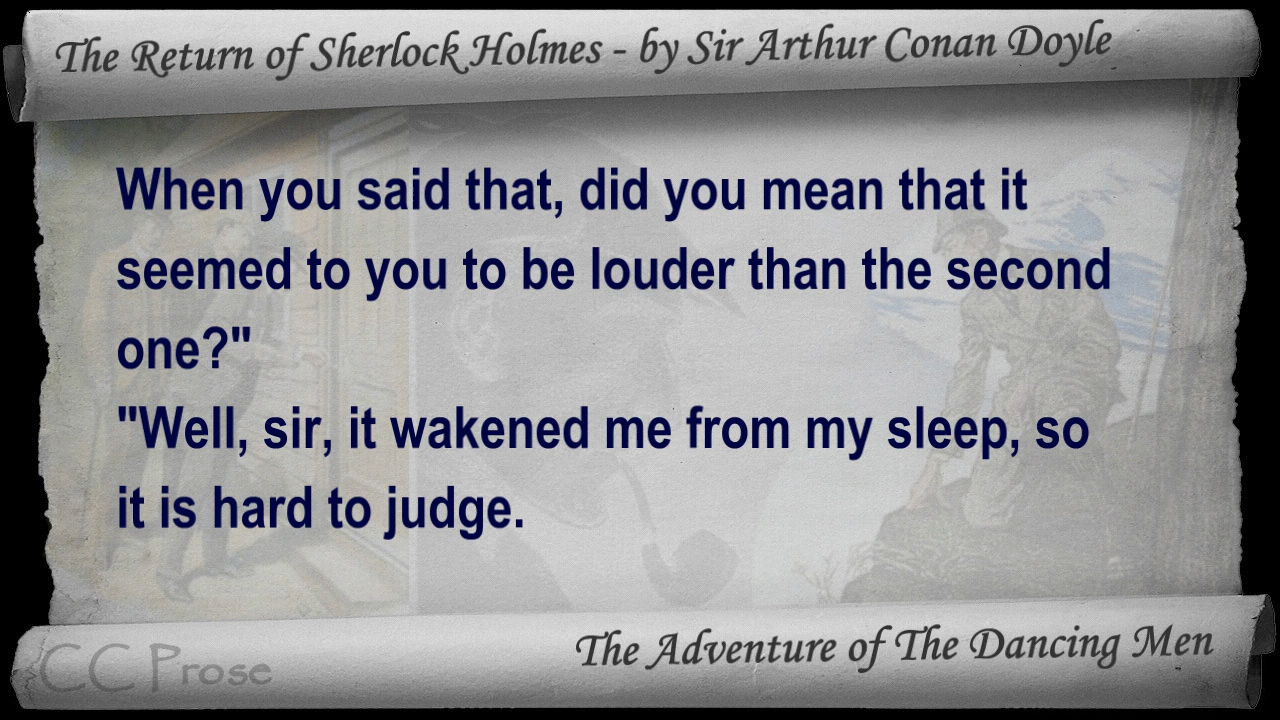 The Return of Sherlock Holmes - by Sir Arthur Conan Doyle
When you said that, did you mean that it
seemed to you to be louder than the second
one?"
"Well, sir, it wakened me from my sleep, so
it is hard to judge.
The Adventure of The Dancing Men
CC Prose